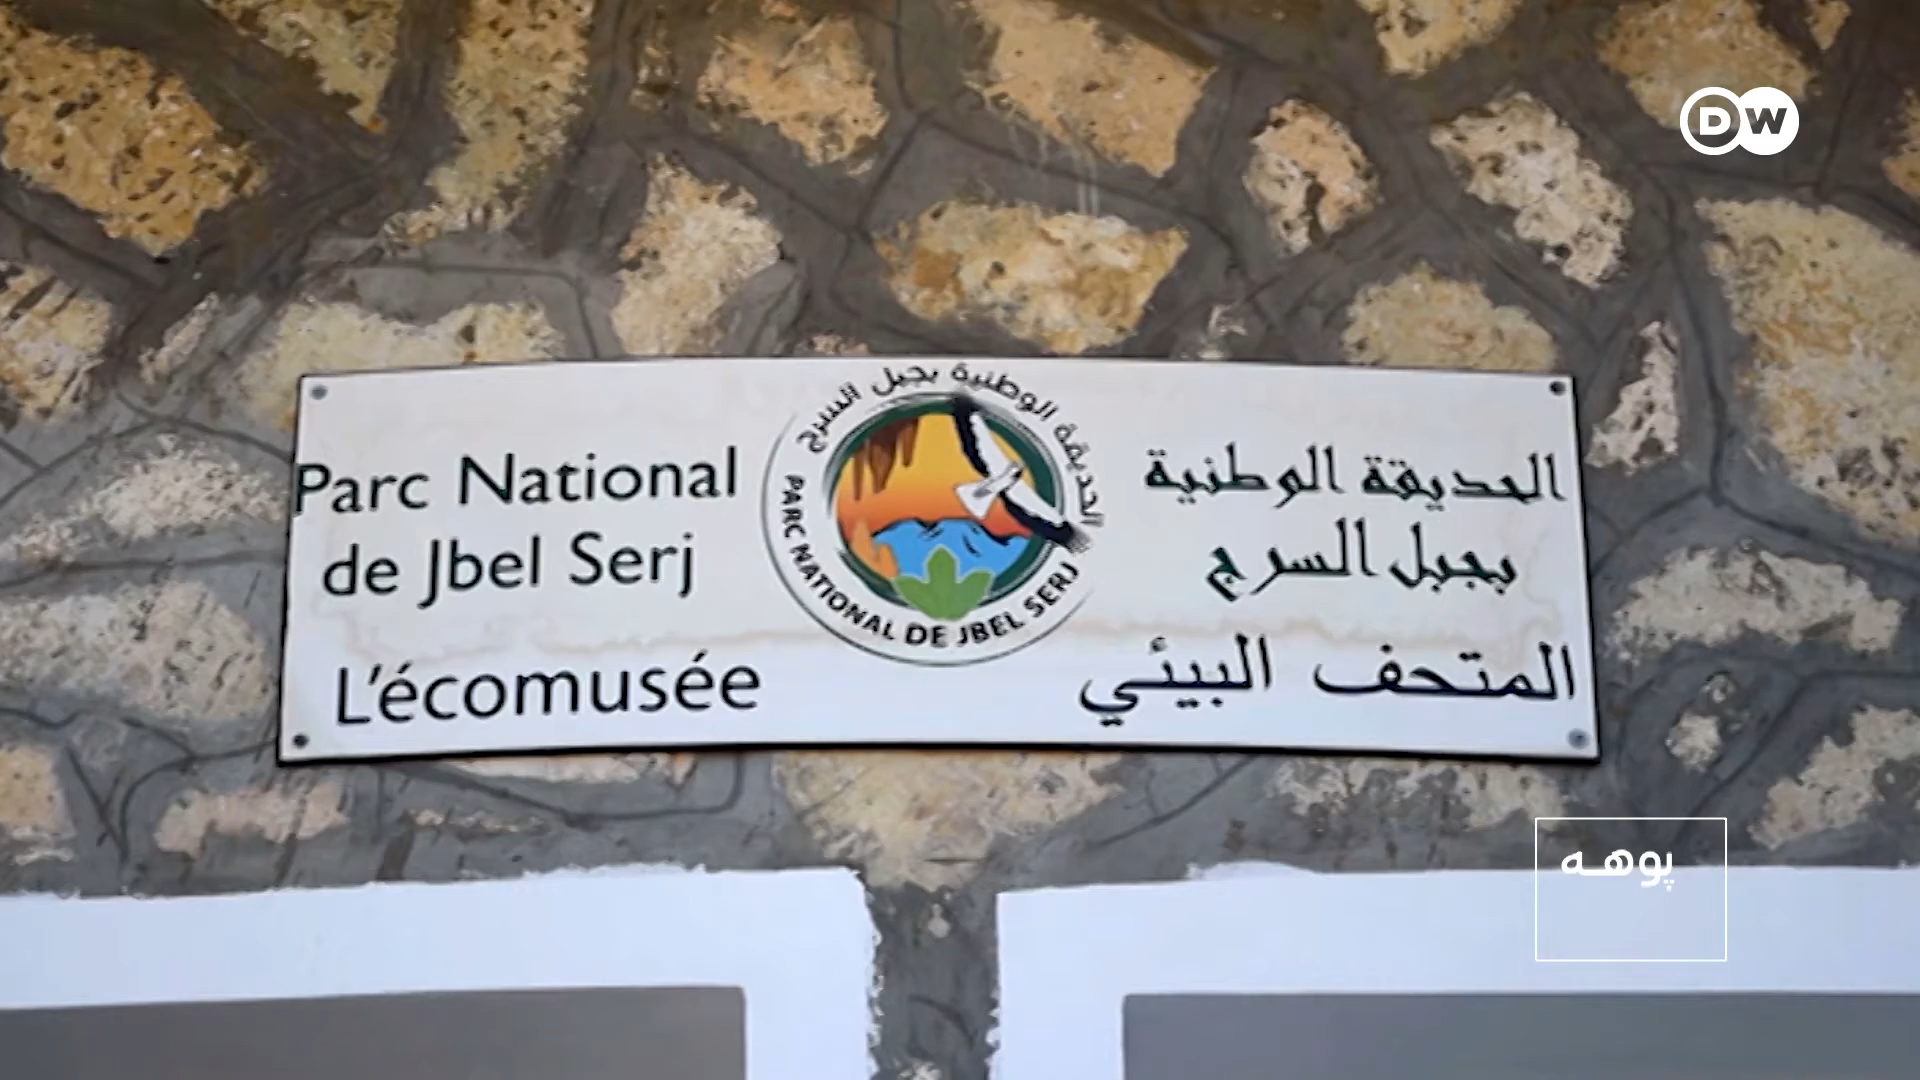 DW
الحديقة الوطنية بجبل السرج
PARC NATIONAL DE JBEL SERJ
Parc National
de Jbel Serj
L'écomusée
الحديقة الوطنية
بجبل السرج
المتحف البيئي
پوهه